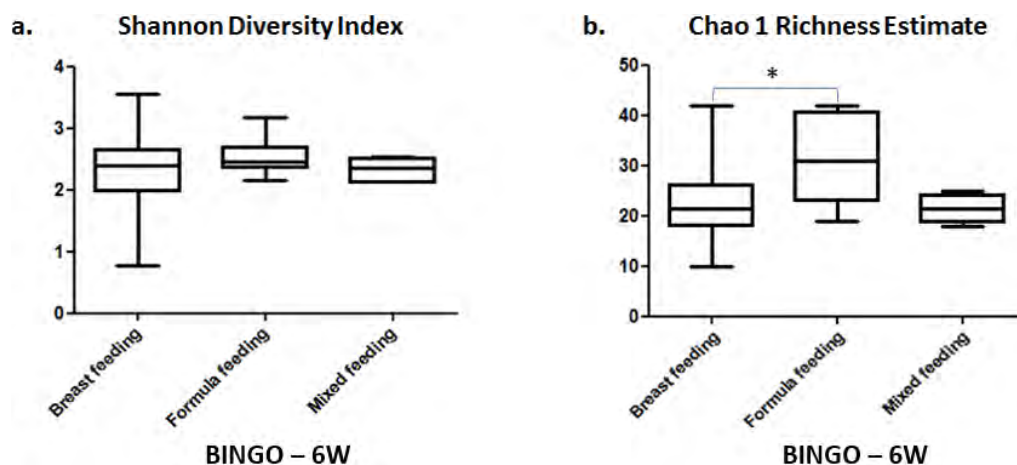 a. Shannon Diversity Index
4
3
2
1
0
Breast feeding
Formula feeding
Mixed feeding
BINGO – 6W
b. Chao 1 Richness Estimate
50
40
30
20
10
0
*
Breast feeding
Formula feeding
Mixed feeding
BINGO – 6W